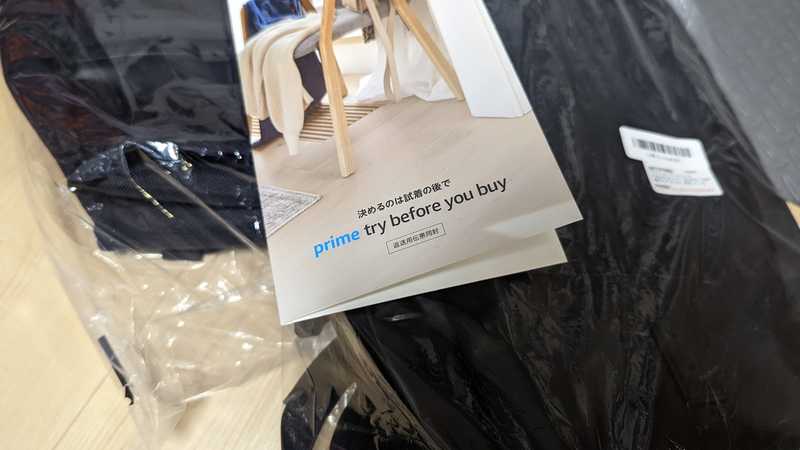 決めるのは試着の後で
prime try before you buy
返送用伝票同封